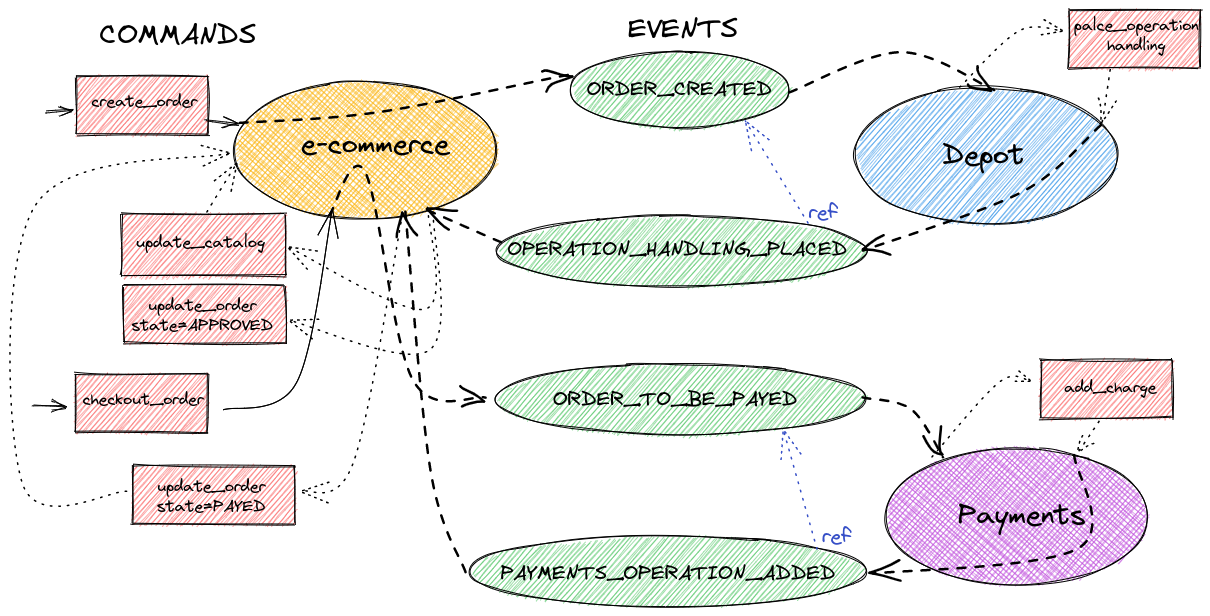 COMMANDS
EVENTS
palce_operation
handling
create_order
ORDER_CREATED
e-commerce
Depot
ref
update_catalog
OPERATION_HANDLING_PLACED
update_order
state=APPROVED
checkout_order
ORDER_TO_BE_PAYED
add_charge
update_order
state=PAYED
Payments
ref
PAYMENTS_OPERATION_ADDED